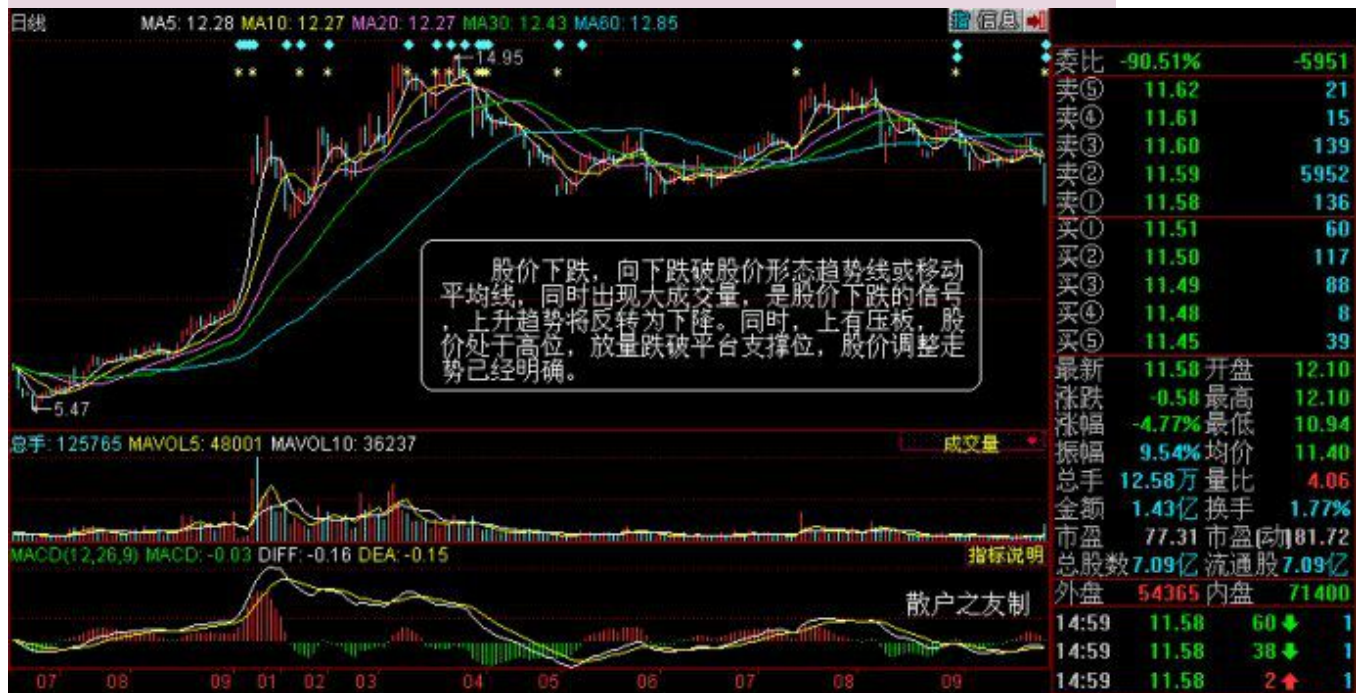 日线 MA5: 12.28 MA10: 12.27 MA20: 12.27 MA30: 12.43 MA60: 12.85 指 信息
14.95
股价下跌，向下跌破股价形态趋势线或移动
平均线，同时出现大成交量，是股价下跌的信号
，上升趋势将反转为下降。同时，上有压板，股
价处于高位，放量跌破平台支撑位，股价调整走
势已经明确。
5.47
总手: 125765 MAVOL5: 48001 MAVOL10: 36237 成交量
MACD(12,26,9) MACD: -0.03 DIFF: -0.16 DEA: -0.15 指标说明
散户之友制
07 08 09 01 02 03 04 05 06 07 08 09
委比 -90.51% -5951
卖⑤ 11.62 21
卖④ 11.61 15
卖③ 11.60 139
卖② 11.59 5952
卖① 11.58 136
买① 11.51 60
买② 11.50 117
买③ 11.49 88
买④ 11.48 8
买⑤ 11.45 39
最新 11.58 开盘 12.10
涨跌 -0.58 最高 12.10
涨幅 -4.77% 最低 10.94
振幅 9.54% 均价 11.40
总手 12.58万 量比 4.06
金额 1.43亿 换手 1.77%
市盈 77.31 市盈(动)81.72
总股数 7.09亿 流通股 7.09亿
外盘 54365 内盘 71400
14:59 11.58 60 1
14:59 11.58 38 1
14:59 11.58 2 1